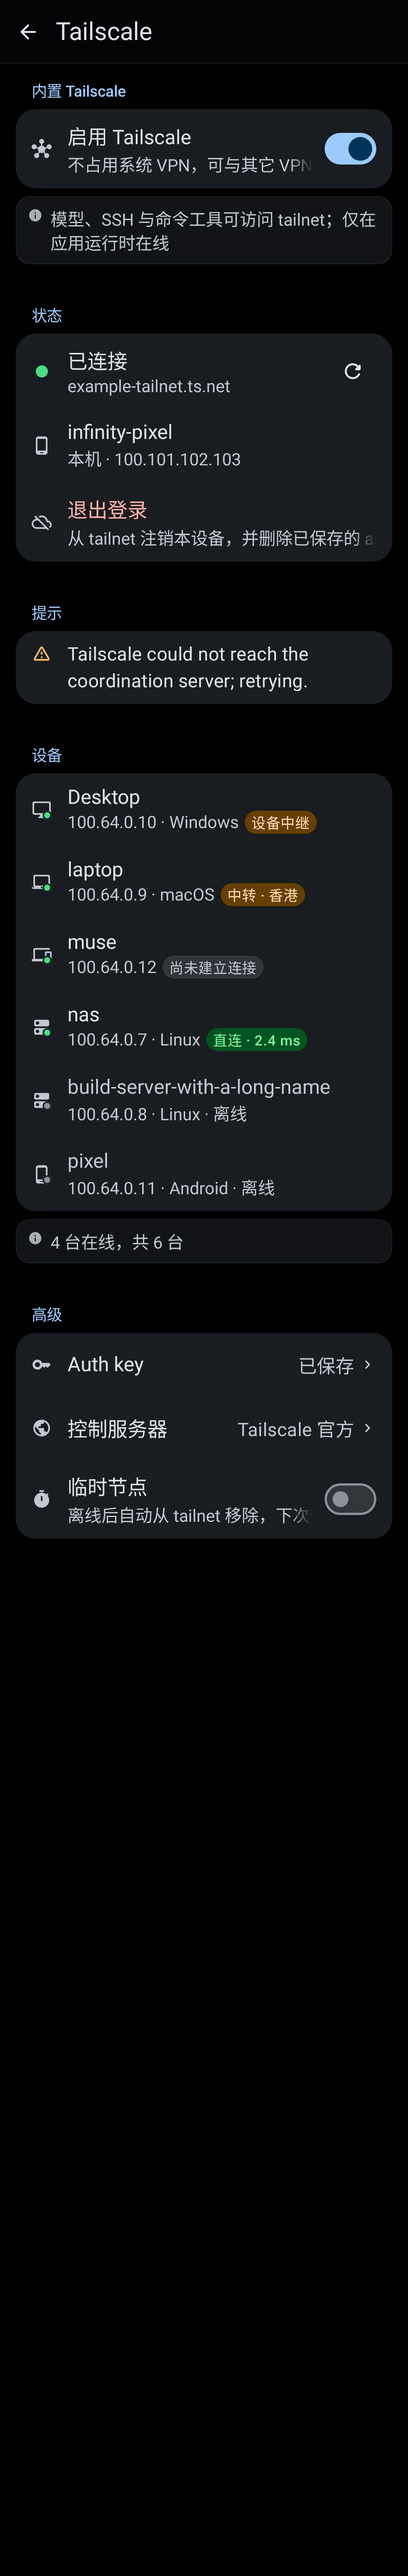 Tailscale
内置 Tailscale
启用 Tailscale
不占用系统 VPN，可与其它 VPN
模型、SSH 与命令工具可访问 tailnet；仅在
应用运行时在线
状态
已连接
example-tailnet.ts.net
infinity-pixel
本机 · 100.101.102.103
退出登录
从 tailnet 注销本设备，并删除已保存的 a
提示
Tailscale could not reach the
coordination server; retrying.
设备
Desktop
100.64.0.10 · Windows 设备中继
laptop
100.64.0.9 · macOS 中转 · 香港
muse
100.64.0.12 尚未建立连接
nas
100.64.0.7 · Linux 直连 · 2.4 ms
build-server-with-a-long-name
100.64.0.8 · Linux · 离线
pixel
100.64.0.11 · Android · 离线
4 台在线，共 6 台
高级
Auth key 已保存
控制服务器 Tailscale 官方
临时节点
离线后自动从 tailnet 移除，下次